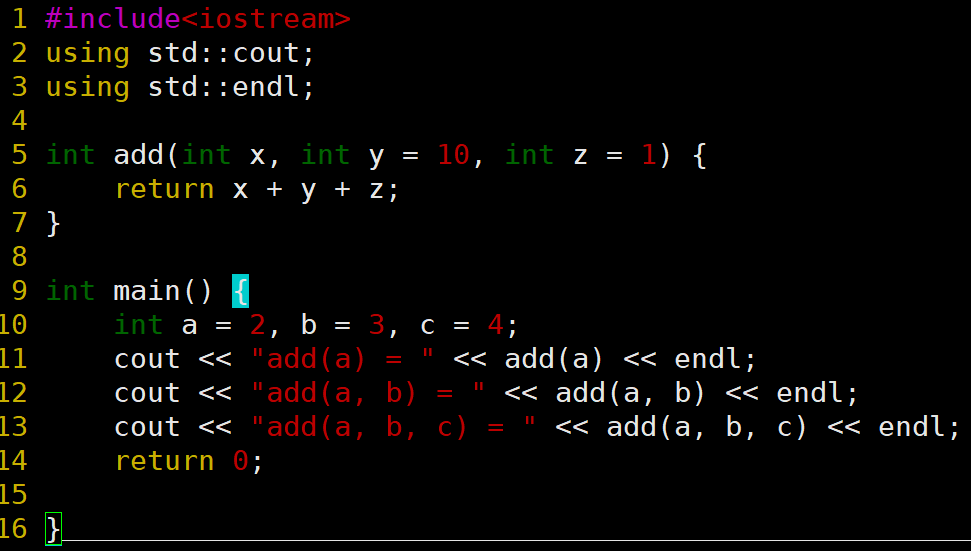 1 #include<iostream>
2 using std::cout;
3 using std::endl;
4
5 int add(int x, int y = 10, int z = 1) {
6     return x + y + z;
7 }
8
9 int main() {
10     int a = 2, b = 3, c = 4;
11     cout << "add(a) = " << add(a) << endl;
12     cout << "add(a, b) = " << add(a, b) << endl;
13     cout << "add(a, b, c) = " << add(a, b, c) << endl;
14     return 0;
15
16 }